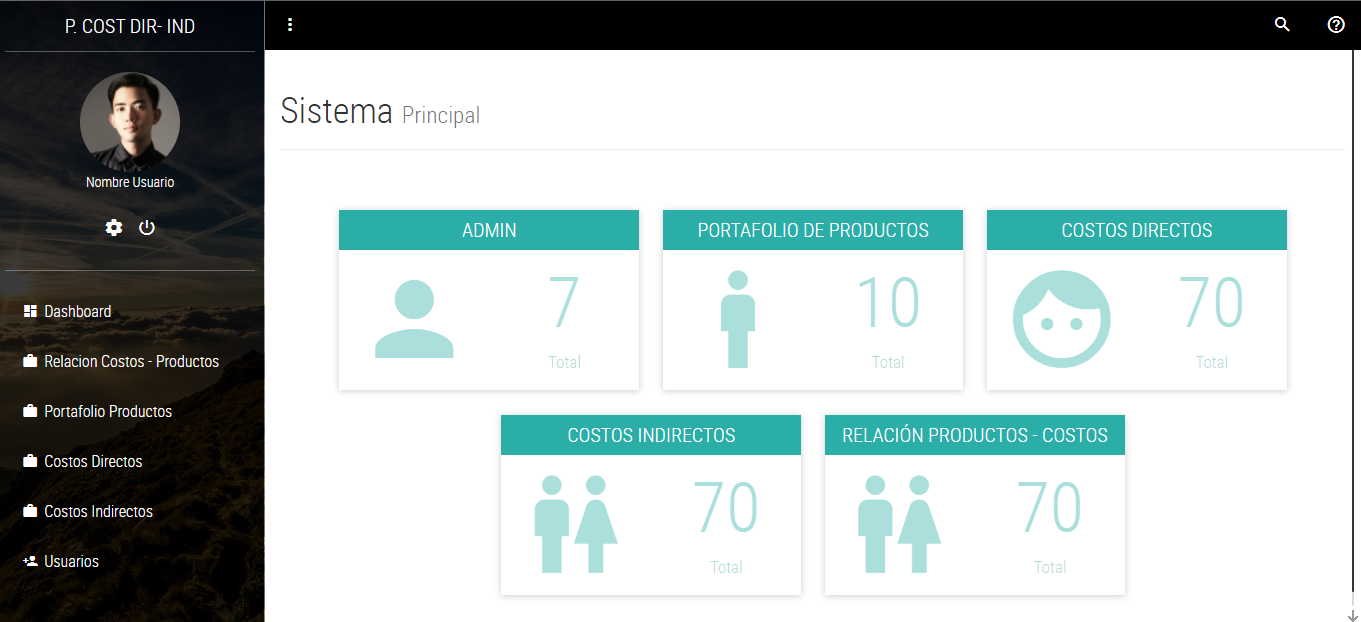 P. COST DIR- IND
Nombre Usuario
Dashboard
Relacion Costos - Productos
Portafolio Productos
Costos Directos
Costos Indirectos
Usuarios
Sistema Principal
ADMIN
7
Total
PORTAFOLIO DE PRODUCTOS
10
Total
COSTOS DIRECTOS
70
Total
COSTOS INDIRECTOS
70
Total
RELACIÓN PRODUCTOS - COSTOS
70
Total